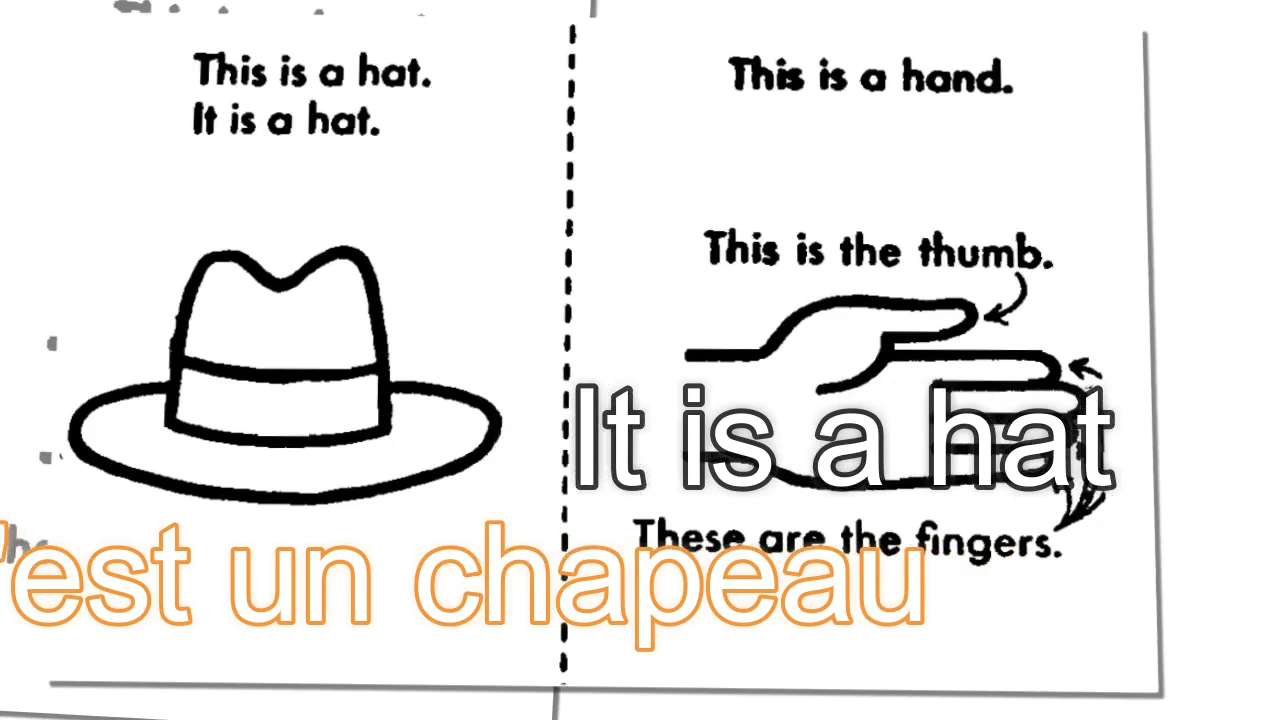 This is a hat.
It is a hat.
This is a hand.
This is the thumb.
It is a hat
These are the fingers.
'est un chapeau